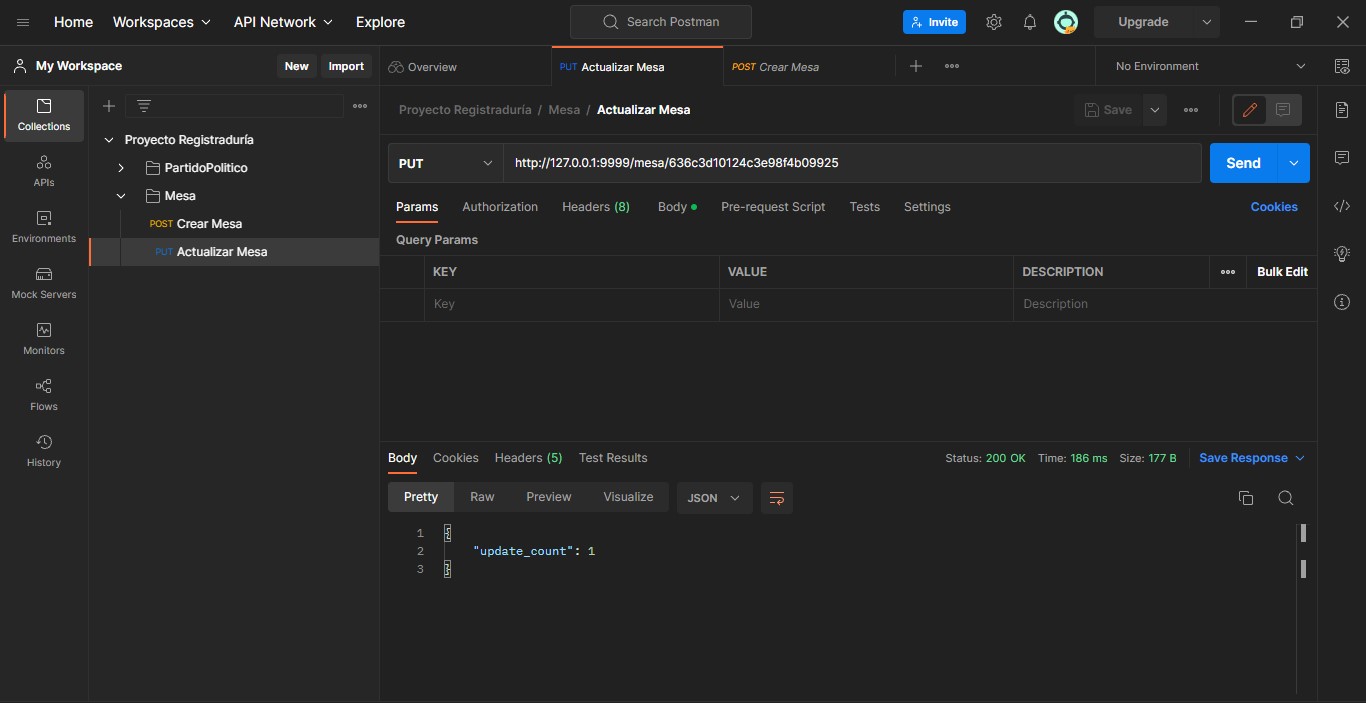 Home Workspaces API Network Explore Search Postman Invite Upgrade
My Workspace New Import Overview PUT Actualizar Mesa POST Crear Mesa No Environment
Collections
APIs
Environments
Mock Servers
Monitors
Flows
History
Proyecto Registraduría
PartidoPolitico
Mesa
POST Crear Mesa
PUT Actualizar Mesa
Proyecto Registraduría / Mesa / Actualizar Mesa Save
PUT http://127.0.0.1:9999/mesa/636c3d10124c3e98f4b09925 Send
Params Authorization Headers (8) Body Pre-request Script Tests Settings Cookies
Query Params
KEY VALUE DESCRIPTION Bulk Edit
Key Value Description
Body Cookies Headers (5) Test Results Status: 200 OK Time: 186 ms Size: 177 B Save Response
Pretty Raw Preview Visualize JSON
1 {
2 "update_count": 1
3 }